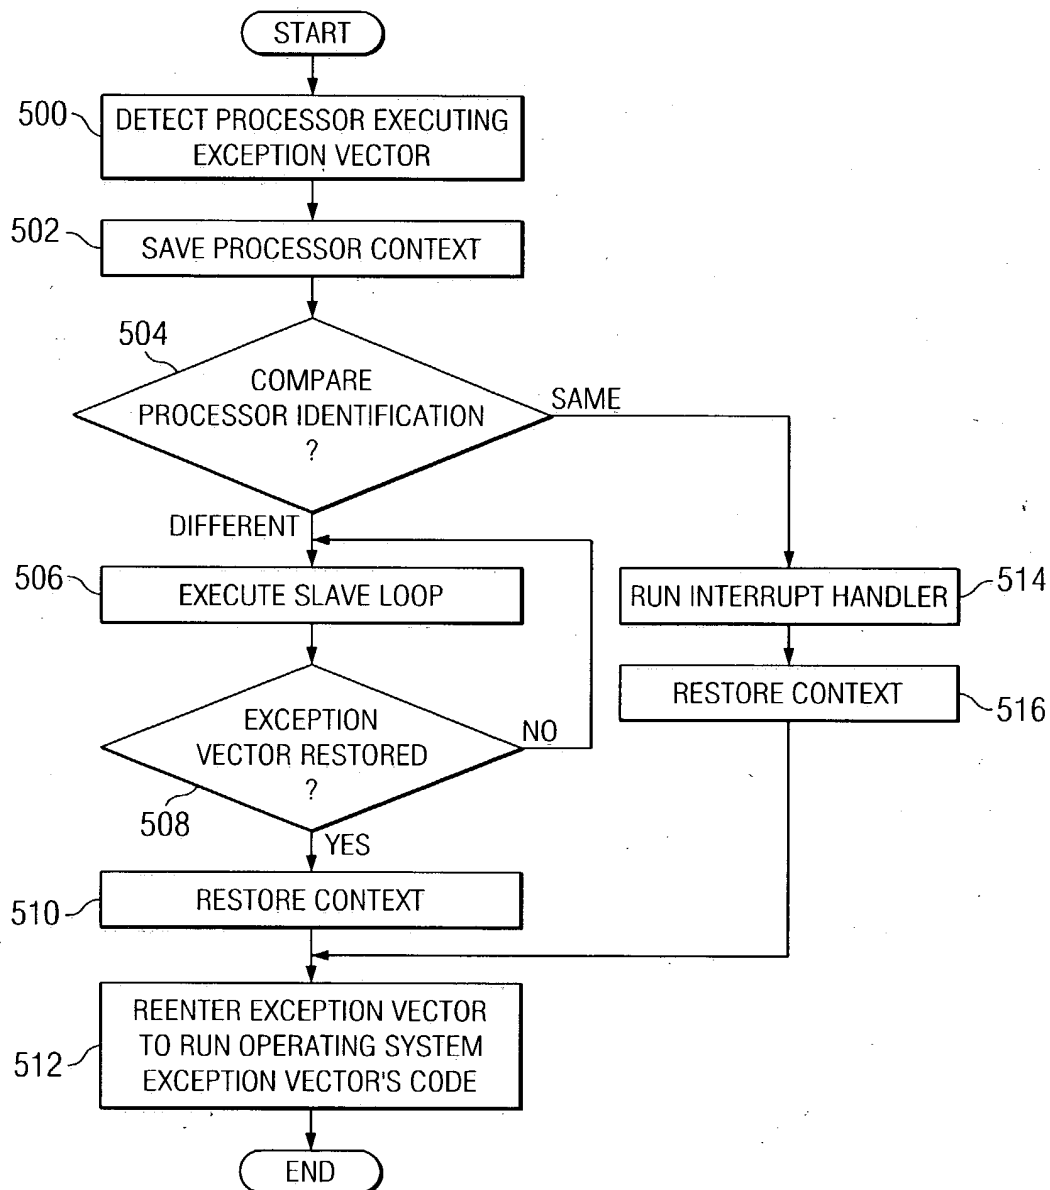 START
500
DETECT PROCESSOR EXECUTING
EXCEPTION VECTOR
502
SAVE PROCESSOR CONTEXT
504
COMPARE
PROCESSOR IDENTIFICATION
?
SAME
DIFFERENT
506
EXECUTE SLAVE LOOP
RUN INTERRUPT HANDLER
514
RESTORE CONTEXT
516
EXCEPTION
VECTOR RESTORED
?
NO
508
YES
510
RESTORE CONTEXT
512
REENTER EXCEPTION VECTOR
TO RUN OPERATING SYSTEM
EXCEPTION VECTOR'S CODE
END